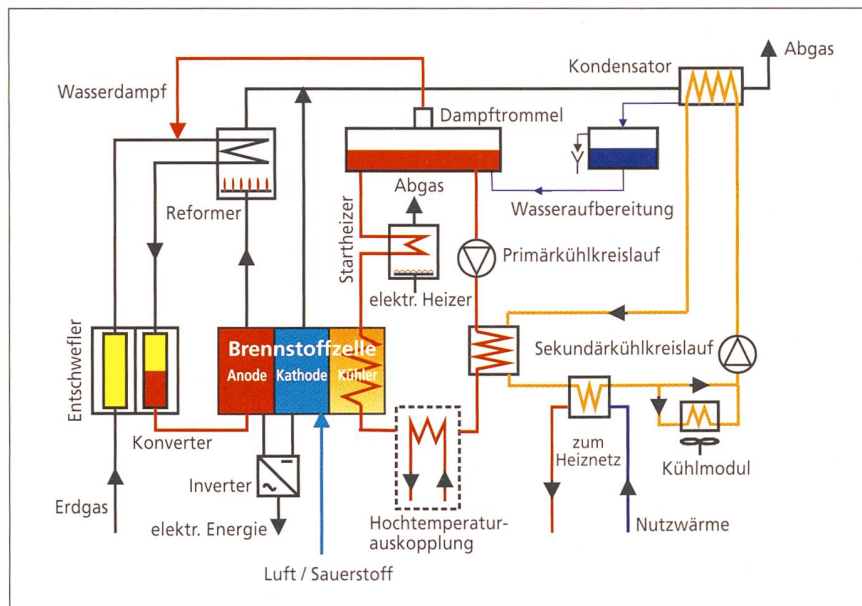 Abgas
Kondensator
Wasserdampf
Dampftrommel
Abgas
Wasseraufbereitung
Reformer
Startheizer
Primärkühlkreislauf
elektr. Heizer
Entschwefler
Brennstoffzelle
Anode Kathode Kühler
Sekundärkühlkreislauf
Konverter
zum
Heiznetz
Kühlmodul
Inverter
Erdgas
elektr. Energie
Hochtemperatur-
auskopplung
Nutzwärme
Luft / Sauerstoff